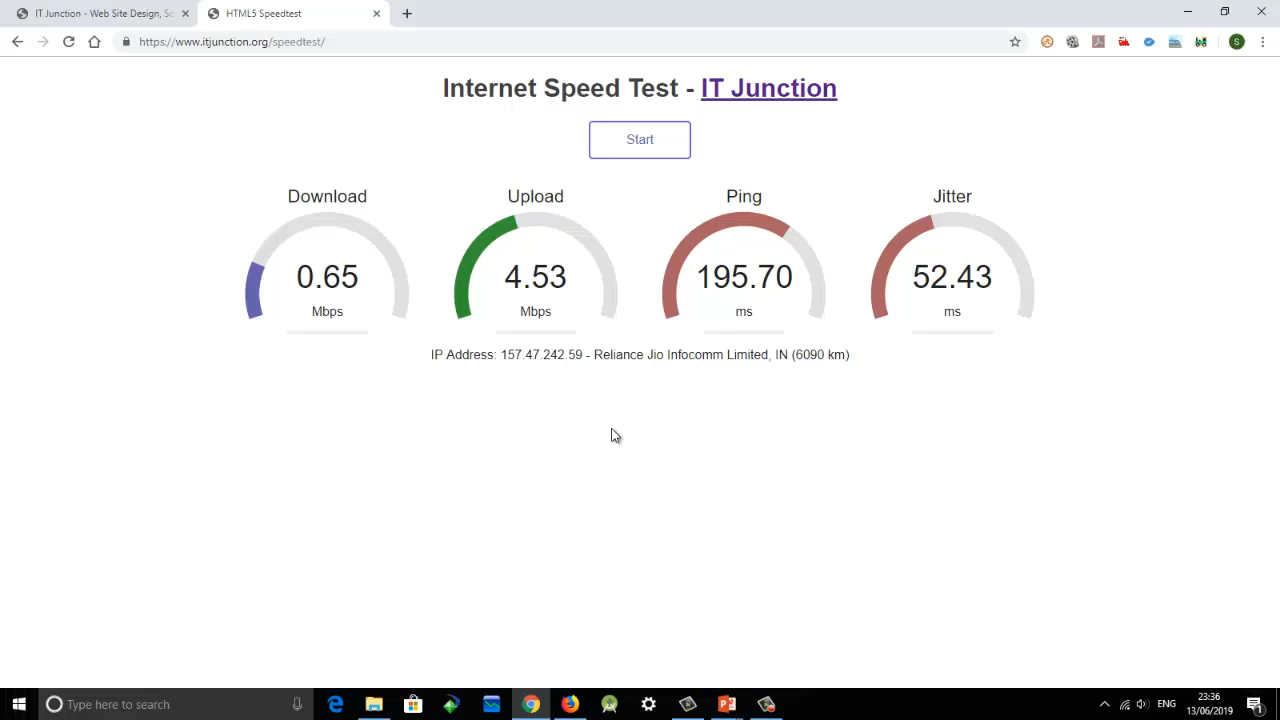 IT Junction - Web Site Design, So
HTML5 Speedtest
https://www.itjunction.org/speedtest/
S
Internet Speed Test - IT Junction
Start
Download Upload Ping Jitter
0.65 4.53 195.70 52.43
Mbps Mbps ms ms
IP Address: 157.47.242.59 - Reliance Jio Infocomm Limited, IN (6090 km)
Type here to search
ENG
23:36
13/06/2019
1